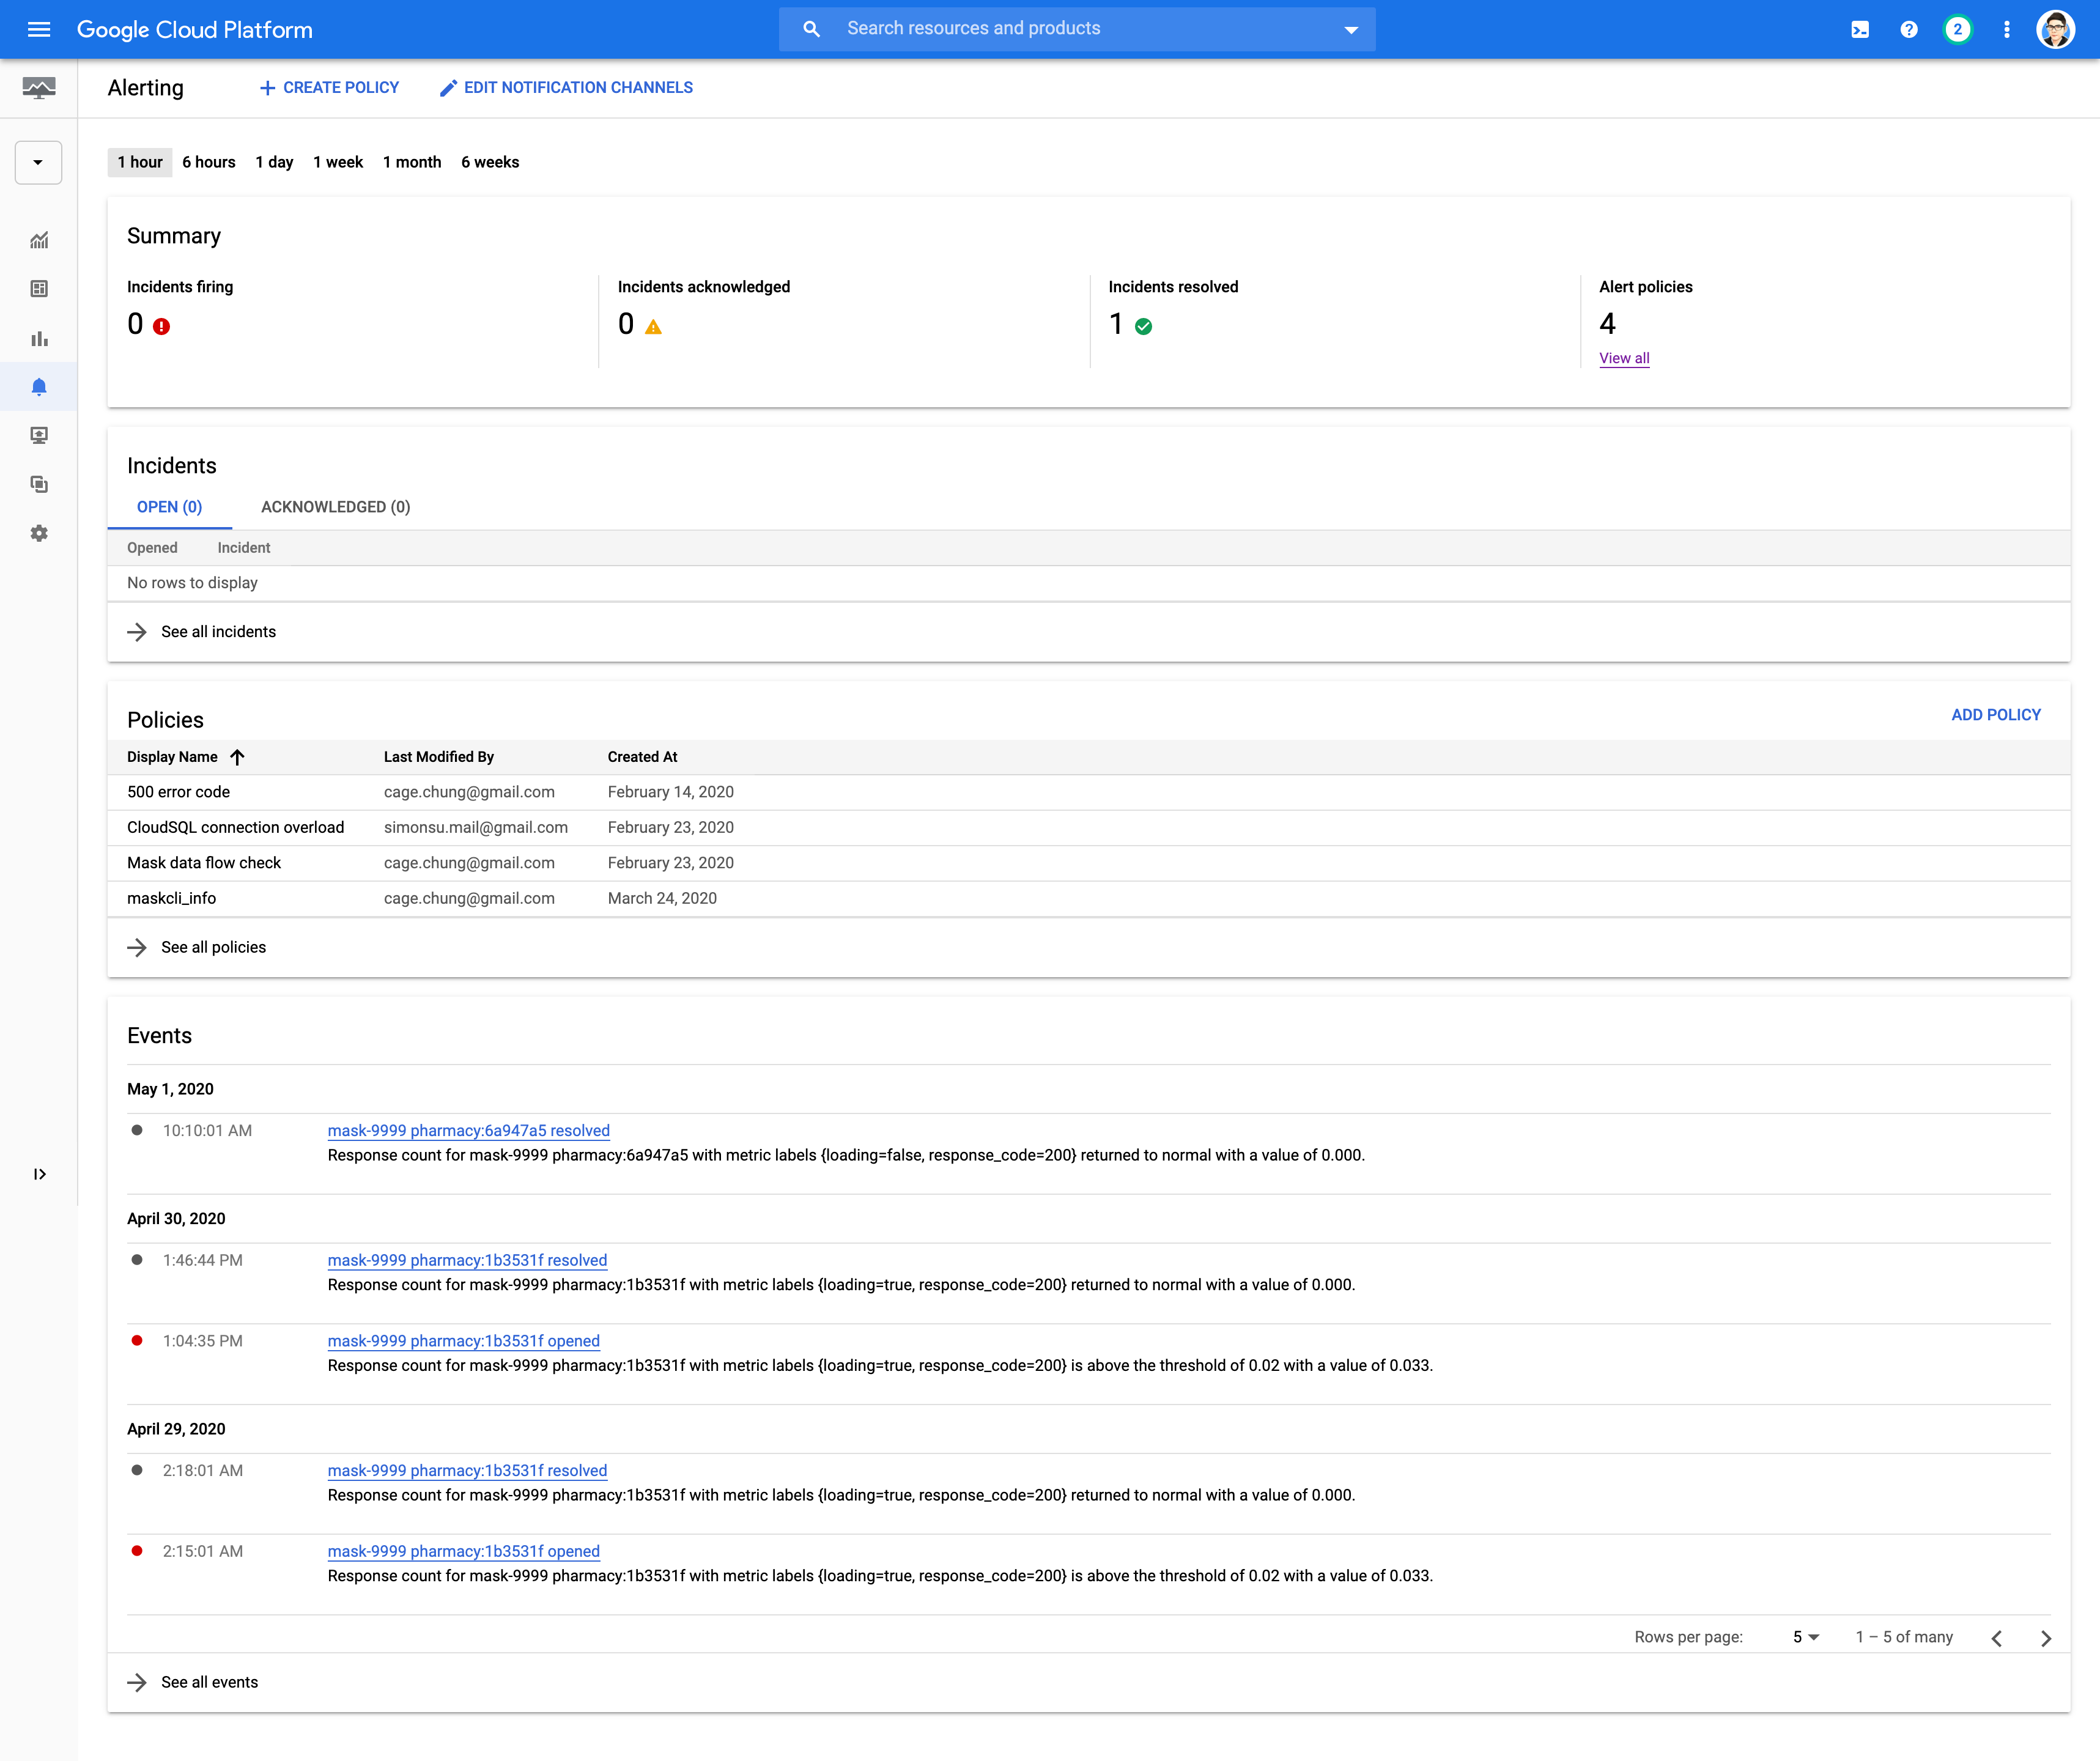 Google Cloud Platform
Search resources and products
2
Alerting
CREATE POLICY
EDIT NOTIFICATION CHANNELS
1 hour 6 hours 1 day 1 week 1 month 6 weeks
Summary
Incidents firing
0
Incidents acknowledged
0
Incidents resolved
1
Alert policies
4
View all
Incidents
OPEN (0) ACKNOWLEDGED (0)
Opened Incident
No rows to display
See all incidents
Policies
ADD POLICY
Display Name Last Modified By Created At
500 error code cage.chung@gmail.com February 14, 2020
CloudSQL connection overload simonsu.mail@gmail.com February 23, 2020
Mask data flow check cage.chung@gmail.com February 23, 2020
maskcli_info cage.chung@gmail.com March 24, 2020
See all policies
Events
May 1, 2020
10:10:01 AM mask-9999 pharmacy:6a947a5 resolved
Response count for mask-9999 pharmacy:6a947a5 with metric labels {loading=false, response_code=200} returned to normal with a value of 0.000.
April 30, 2020
1:46:44 PM mask-9999 pharmacy:1b3531f resolved
Response count for mask-9999 pharmacy:1b3531f with metric labels {loading=true, response_code=200} returned to normal with a value of 0.000.
1:04:35 PM mask-9999 pharmacy:1b3531f opened
Response count for mask-9999 pharmacy:1b3531f with metric labels {loading=true, response_code=200} is above the threshold of 0.02 with a value of 0.033.
April 29, 2020
2:18:01 AM mask-9999 pharmacy:1b3531f resolved
Response count for mask-9999 pharmacy:1b3531f with metric labels {loading=true, response_code=200} returned to normal with a value of 0.000.
2:15:01 AM mask-9999 pharmacy:1b3531f opened
Response count for mask-9999 pharmacy:1b3531f with metric labels {loading=true, response_code=200} is above the threshold of 0.02 with a value of 0.033.
Rows per page: 5 1 – 5 of many
See all events